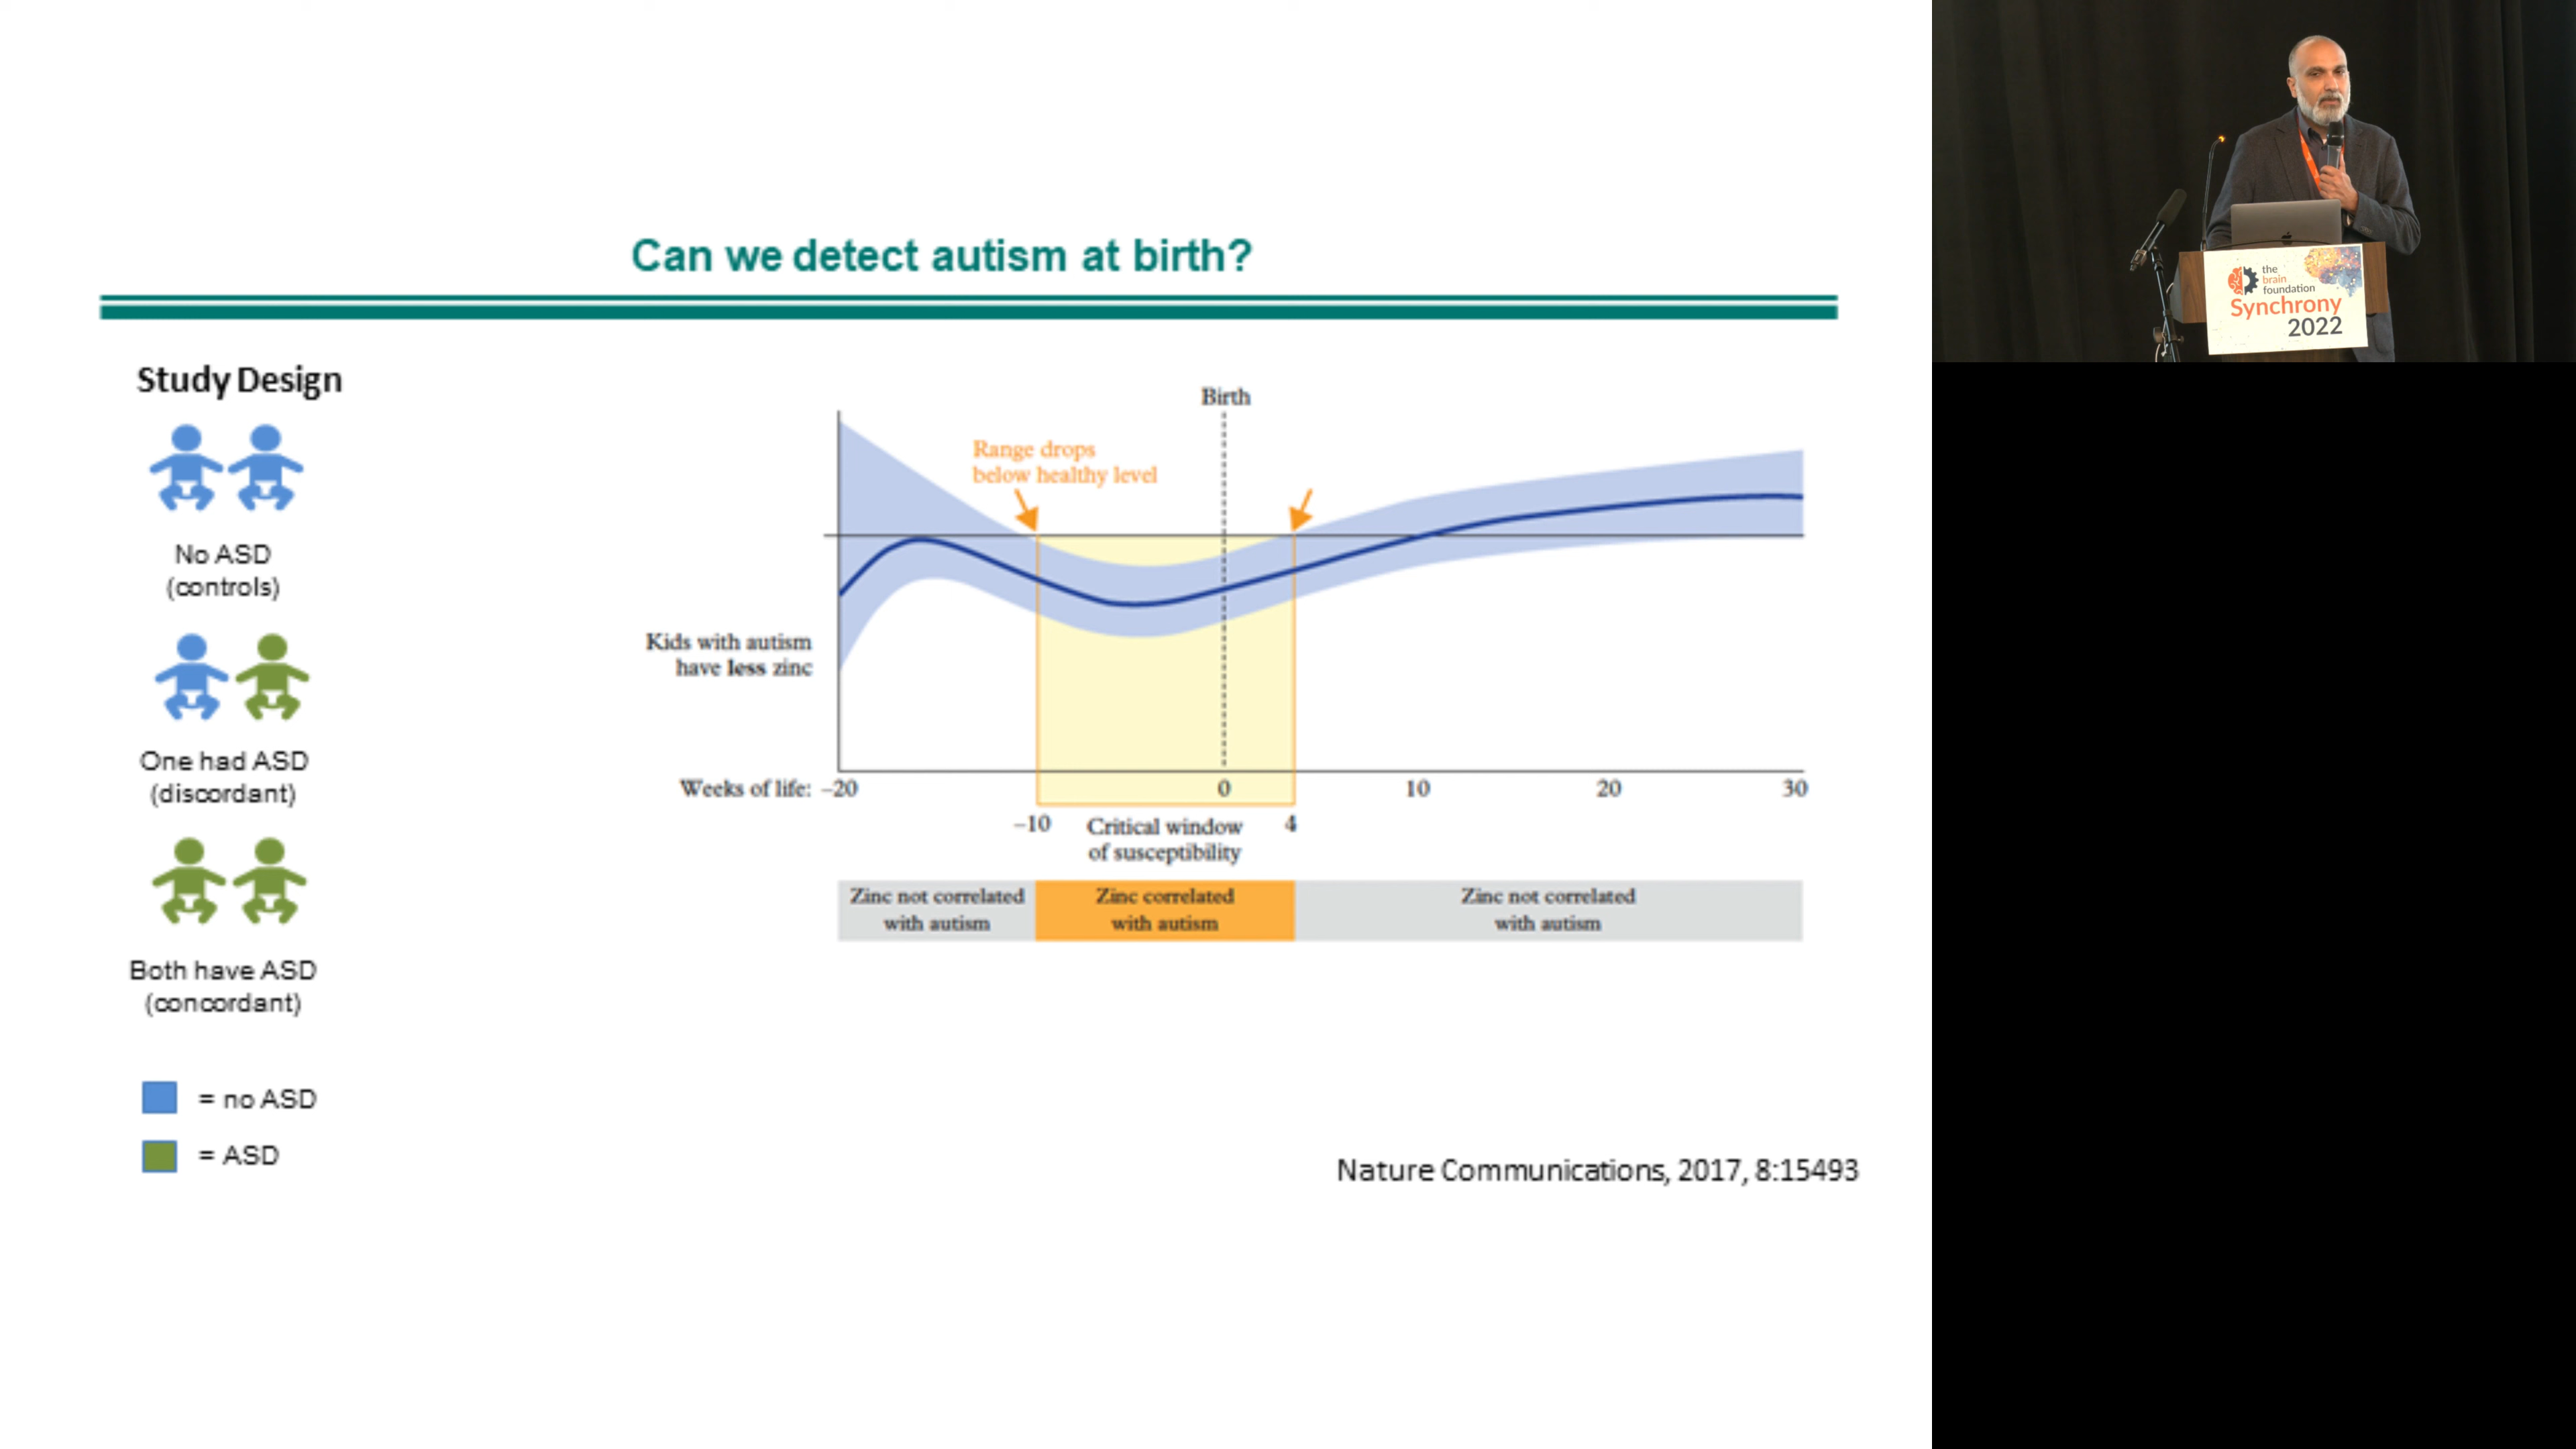 Can we detect autism at birth?
Study Design
No ASD
(controls)
One had ASD
(discordant)
Both have ASD
(concordant)
= no ASD
= ASD
Birth
Range drops
below healthy level
Kids with autism
have less zinc
Weeks of life: –20 0 10 20 30
–10 4
Critical window
of susceptibility
Zinc not correlated
with autism
Zinc correlated
with autism
Zinc not correlated
with autism
Nature Communications, 2017, 8:15493
the
brain
foundation
Synchrony
2022